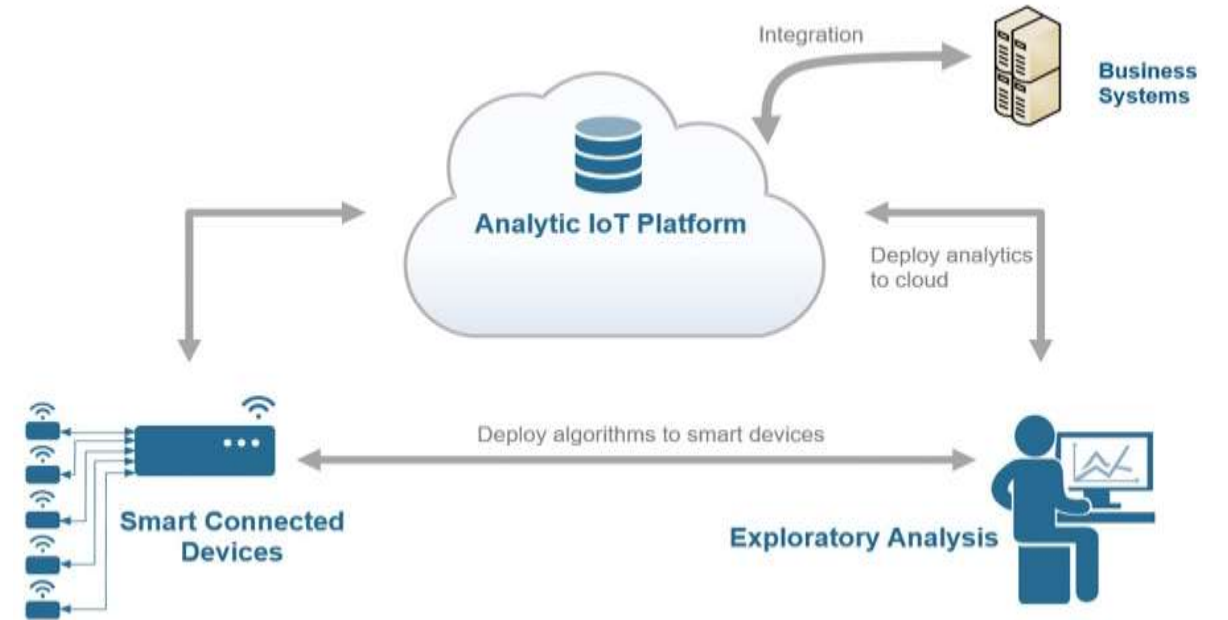 Integration
Business
Systems
Analytic IoT Platform
Deploy analytics
to cloud
Deploy algorithms to smart devices
Smart Connected
Devices
Exploratory Analysis